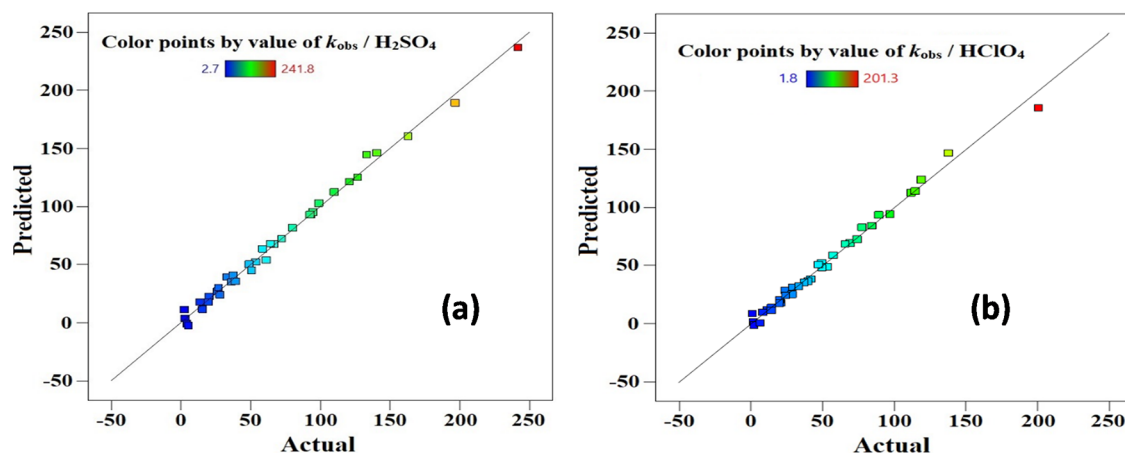 Color points by value of kobs / H2SO4
2.7 241.8
250
200
150
100
50
0
-50
Predicted
-50 0 50 100 150 200 250
Actual
(a)
Color points by value of kobs / HClO4
1.8 201.3
250
200
150
100
50
0
-50
Predicted
-50 0 50 100 150 200 250
Actual
(b)